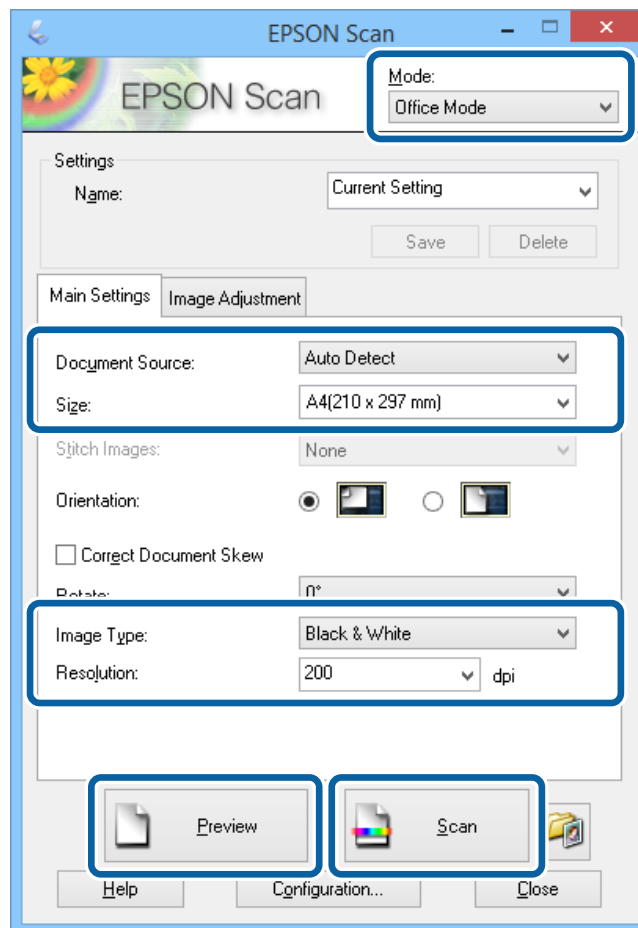 EPSON Scan
EPSON Scan
Mode:
Office Mode
Settings
Name:
Current Setting
Save
Delete
Main Settings
Image Adjustment
Document Source:
Auto Detect
Size:
A4(210 x 297 mm)
Stitch Images:
None
Orientation:
Correct Document Skew
Rotate:
0°
Image Type:
Black & White
Resolution:
200
dpi
Preview
Scan
Help
Configuration...
Close